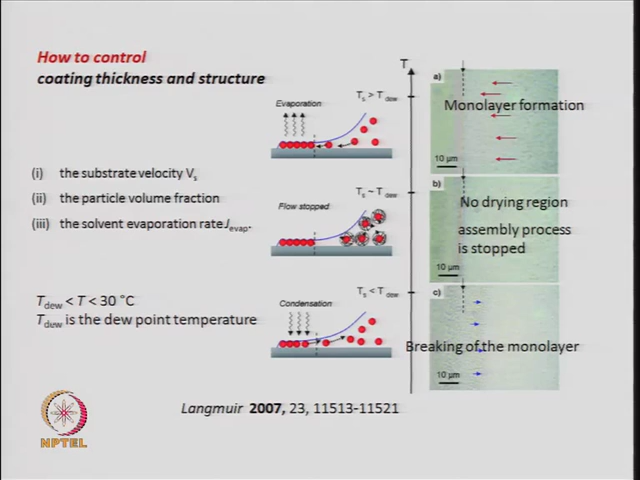 How to control
coating thickness and structure
(i) the substrate velocity Vs
(ii) the particle volume fraction
(iii) the solvent evaporation rate Jevap.
Tdew < T < 30 °C
Tdew is the dew point temperature
T
Evaporation
Ts > Tdew
Flow stopped
Ts ~ Tdew
Condensation
Ts < Tdew
a)
Monolayer formation
10 µm
b)
No drying region
assembly process
is stopped
10 µm
c)
Breaking of the monolayer
10 µm
Langmuir 2007, 23, 11513-11521
NPTEL